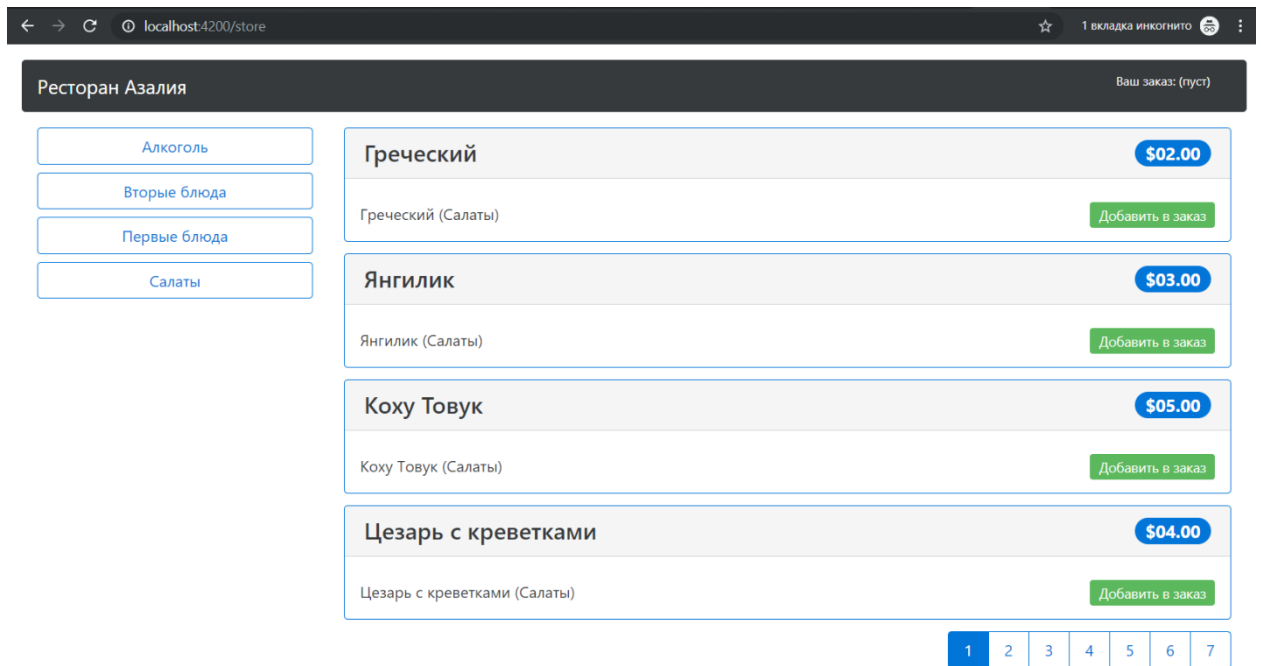 localhost:4200/store
1 вкладка инкогнито
Ресторан Азалия
Ваш заказ: (пуст)
Алкоголь
Вторые блюда
Первые блюда
Салаты
Греческий
$02.00
Греческий (Салаты)
Добавить в заказ
Янгилик
$03.00
Янгилик (Салаты)
Добавить в заказ
Коху Товук
$05.00
Коху Товук (Салаты)
Добавить в заказ
Цезарь с креветками
$04.00
Цезарь с креветками (Салаты)
Добавить в заказ
1 2 3 4 5 6 7